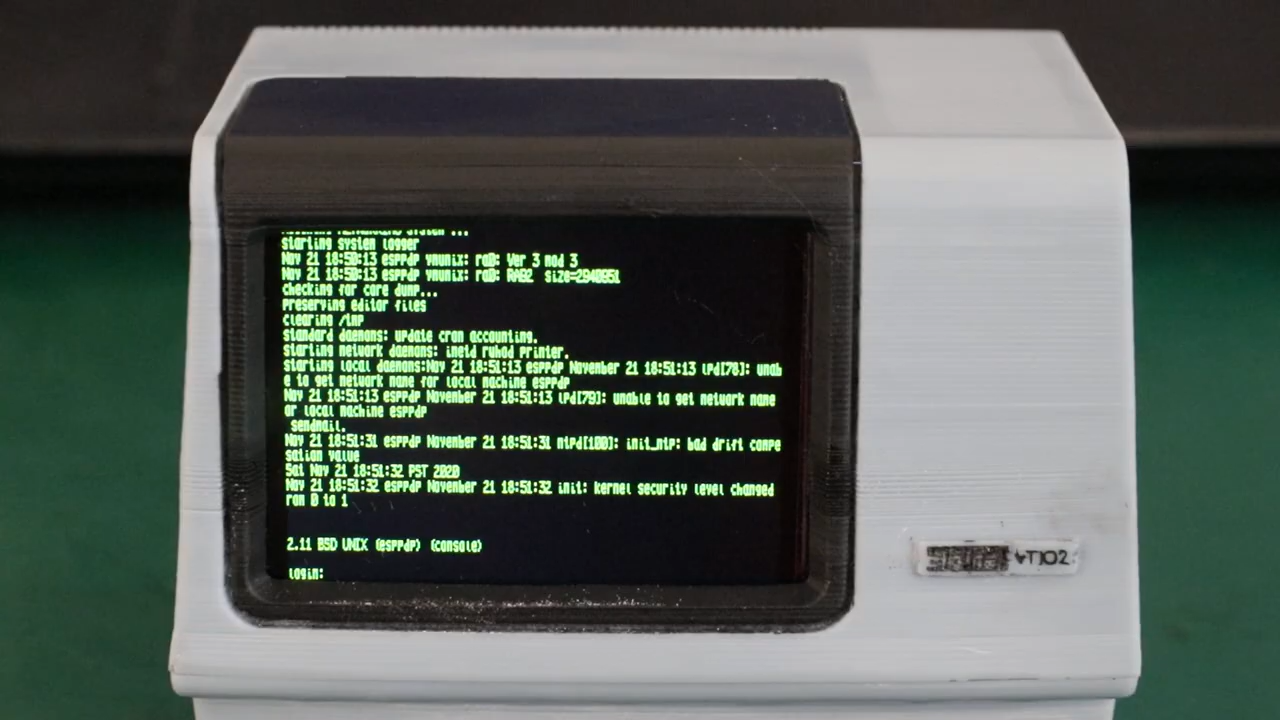 starting system logger
Nov 21 18:50:13 esppdp vmunix: ra0: Ver 3 mod 3
Nov 21 18:50:13 esppdp vmunix: ra0: RA92 size=2940951
checking for core dump...
preserving editor files
clearing /tmp
standard daemons: update cron accounting.
starting network daemons: inetd rwhod printer.
starting local daemons:Nov 21 18:51:13 esppdp November 21 18:51:13 lpd[78]: unab
e to get network name for local machine esppdp
Nov 21 18:51:13 esppdp November 21 18:51:13 lpd[79]: unable to get network name
or local machine esppdp
sendmail.
Nov 21 18:51:31 esppdp November 21 18:51:31 ntpd[100]: init_ntp: bad drift compe
sation value
Sat Nov 21 18:51:32 PST 2020
Nov 21 18:51:32 esppdp November 21 18:51:32 init: kernel security level changed
rom 0 to 1
2.11 BSD UNIX (esppdp) (console)
login:
VT102